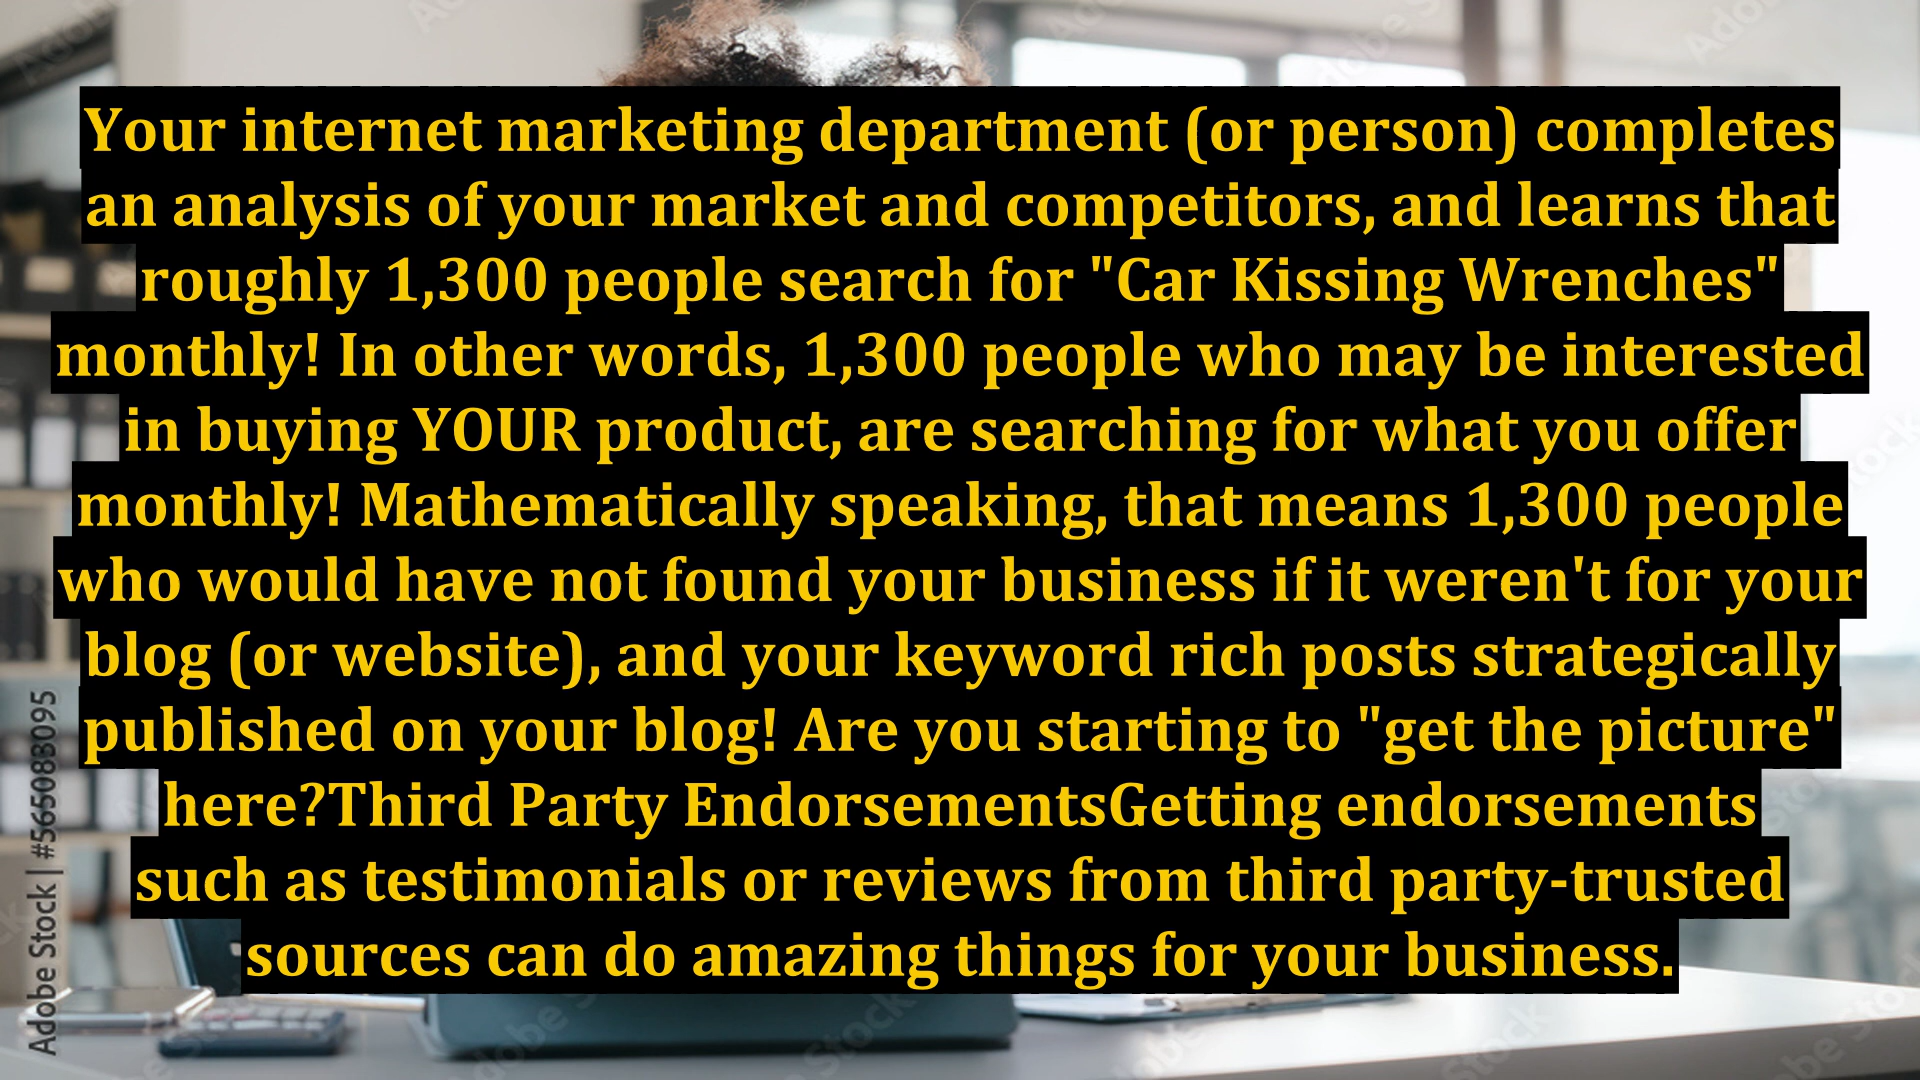 Your internet marketing department (or person) completes
an analysis of your market and competitors, and learns that
roughly 1,300 people search for "Car Kissing Wrenches"
monthly! In other words, 1,300 people who may be interested
in buying YOUR product, are searching for what you offer
monthly! Mathematically speaking, that means 1,300 people
who would have not found your business if it weren't for your
blog (or website), and your keyword rich posts strategically
published on your blog! Are you starting to "get the picture"
here?Third Party EndorsementsGetting endorsements
such as testimonials or reviews from third party-trusted
sources can do amazing things for your business.
Adobe Stock | #565088095